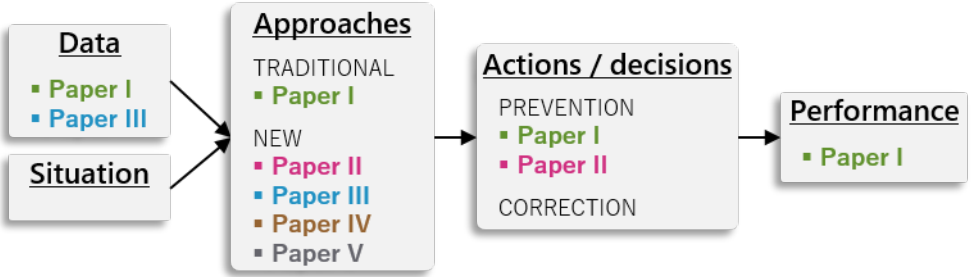 Data
▪ Paper I
▪ Paper III
Situation
Approaches
TRADITIONAL
▪ Paper I
NEW
▪ Paper II
▪ Paper III
▪ Paper IV
▪ Paper V
Actions / decisions
PREVENTION
▪ Paper I
▪ Paper II
CORRECTION
Performance
▪ Paper I